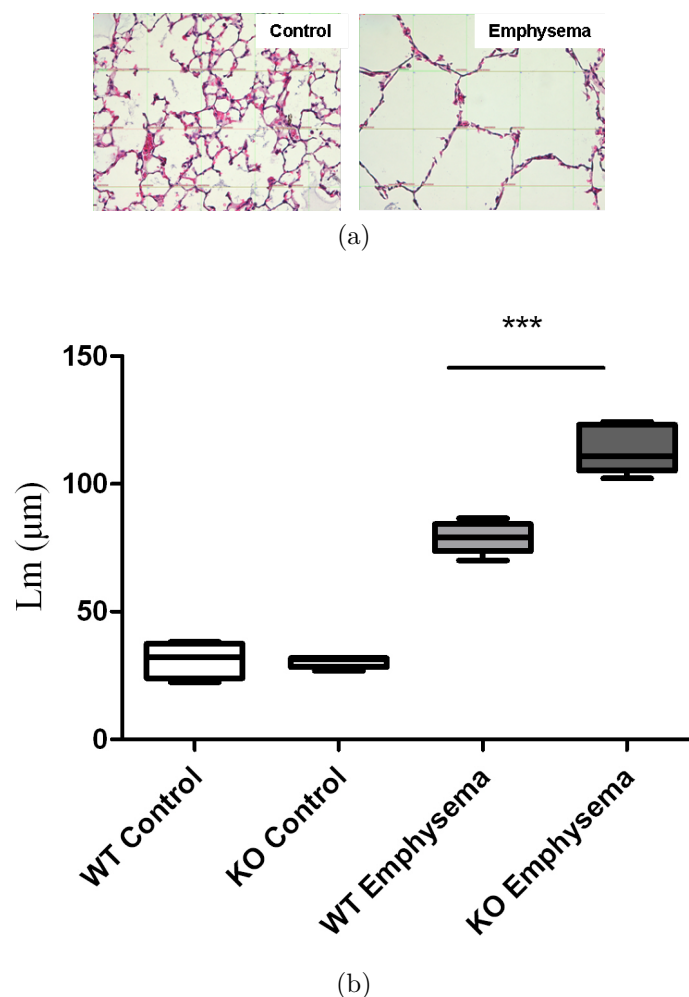 Control
Emphysema
(a)
***
150
100
50
0
Lm (μm)
WT Control
KO Control
WT Emphysema
KO Emphysema
(b)